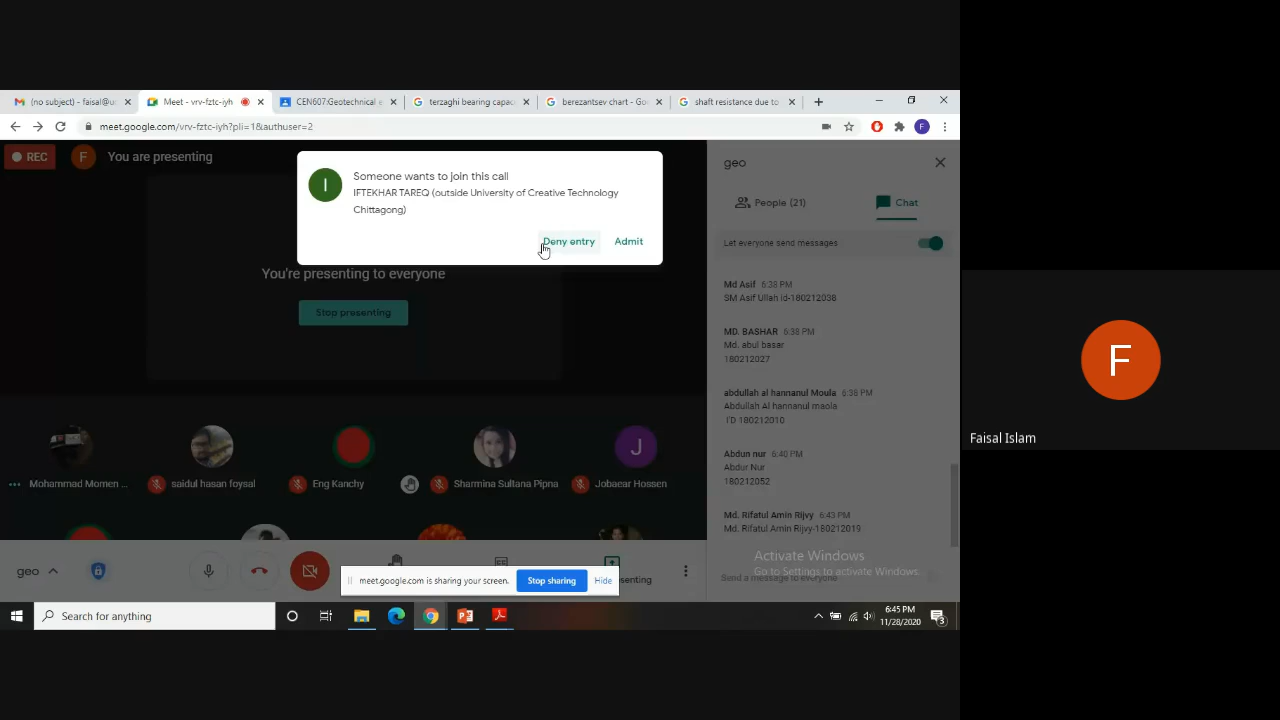 (no subject) - faisal@u
Meet - vrv-fztc-iyh
CEN607:Geotechnical e
terzaghi bearing capac
berezantsev chart - Go
shaft resistance due to
meet.google.com/vrv-fztc-iyh?pli=1&authuser=2
F
REC
F
You are presenting
I
Someone wants to join this call
IFTEKHAR TAREQ (outside University of Creative Technology
Chittagong)
Deny entry
Admit
You're presenting to everyone
Stop presenting
geo
People (21)
Chat
Let everyone send messages
Md Asif 6:38 PM
SM Asif Ullah id-180212038
MD. BASHAR 6:38 PM
Md. abul basar
180212027
abdullah al hannanul Moula 6:38 PM
Abdullah Al hannanul maola
I'D 180212010
Abdun nur 6:40 PM
Abdur Nur
180212052
Md. Rifatul Amin Rijvy 6:43 PM
Md. Rifatul Amin Rijvy-180212019
Send a message to everyone
Activate Windows
Go to Settings to activate Windows.
J
Mohammad Momen ...
saidul hasan foysal
Eng Kanchy
Sharmina Sultana Pipna
Jobaear Hossen
geo
enting
meet.google.com is sharing your screen.
Stop sharing
Hide
Search for anything
6:45 PM
11/28/2020
3
F
Faisal Islam